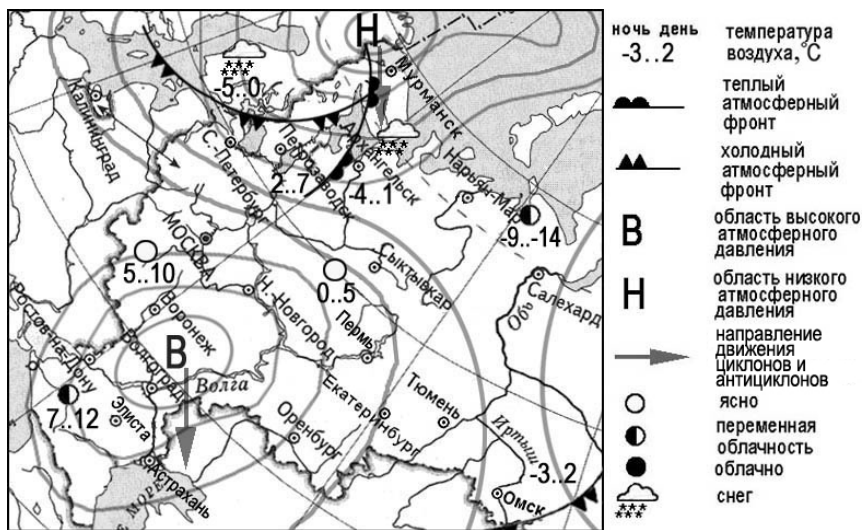 Н
Мурманск
-5..0
Калининград
С.-Петербург
Петрозаводск
Архангельск
Нарьян-Мар
2..7
-4..1
-9..-14
МОСКВА
5..10
Сыктывкар
0..5
Салехард
Обь
Ростов-на-Дону
Воронеж
Н.-Новгород
Пермь
В
Волгоград
Волга
Екатеринбург
Тюмень
7..12
Элиста
Оренбург
Иртыш
-3..2
Астрахань
Е МОРЕ
Омск
ночь день
-3..2
температура
воздуха,°С
теплый
атмосферный
фронт
холодный
атмосферный
фронт
В
область высокого
атмосферного
давления
Н
область низкого
атмосферного
давления
направление
движения
циклонов и
антициклонов
ясно
переменная
облачность
облачно
снег